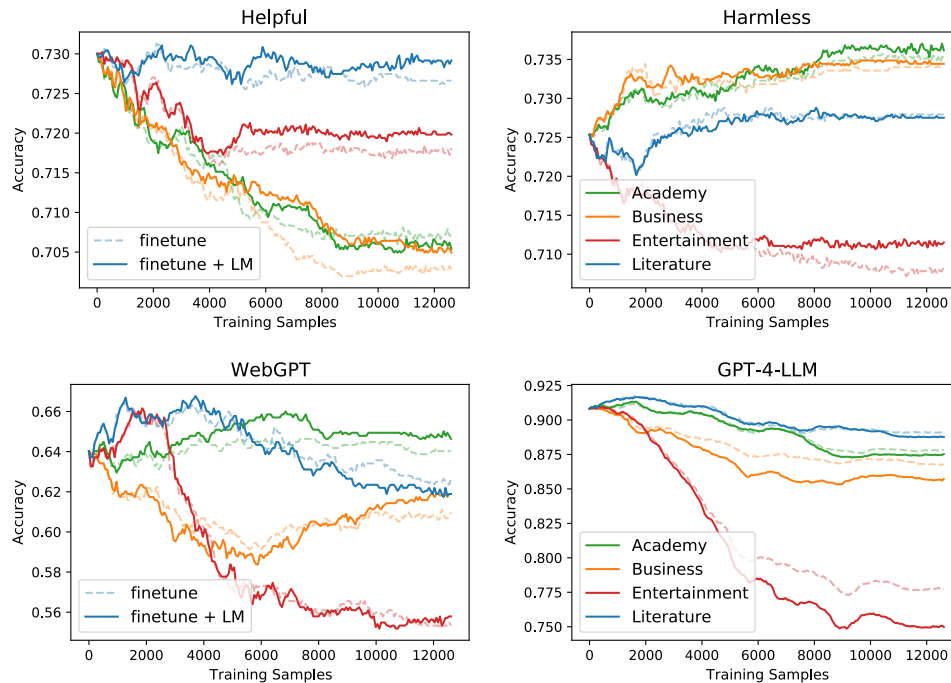 Helpful
Accuracy
0.730
0.725
0.720
0.715
0.710
0.705
finetune
finetune + LM
0 2000 4000 6000 8000 10000 12000
Training Samples
Harmless
Accuracy
0.735
0.730
0.725
0.720
0.715
0.710
Academy
Business
Entertainment
Literature
0 2000 4000 6000 8000 10000 12000
Training Samples
WebGPT
Accuracy
0.66
0.64
0.62
0.60
0.58
0.56
finetune
finetune + LM
0 2000 4000 6000 8000 10000 12000
Training Samples
GPT-4-LLM
Accuracy
0.925
0.900
0.875
0.850
0.825
0.800
0.775
0.750
Academy
Business
Entertainment
Literature
0 2000 4000 6000 8000 10000 12000
Training Samples